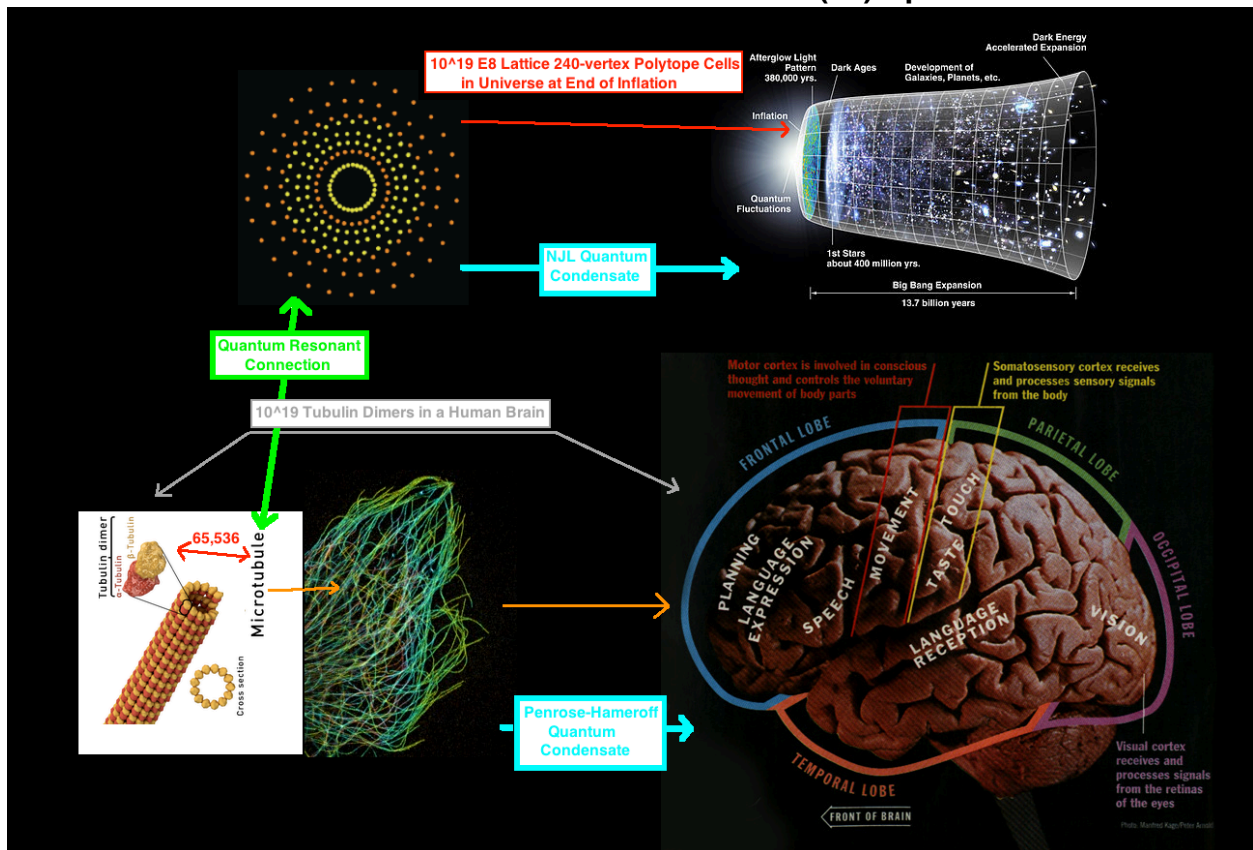 10^19 E8 Lattice 240-vertex Polytope Cells
in Universe at End of Inflation
Dark Energy
Accelerated Expansion
Afterglow Light
Pattern
380,000 yrs.
Dark Ages
Development of
Galaxies, Planets, etc.
Inflation
Quantum
Fluctuations
1st Stars
about 400 million yrs.
Big Bang Expansion
13.7 billion years
NJL Quantum
Condensate
Quantum Resonant
Connection
10^19 Tubulin Dimers in a Human Brain
Motor cortex is involved in conscious
thought and controls the voluntary
movement of body parts
Somatosensory cortex receives
and processes sensory signals
from the body
FRONTAL LOBE
PARIETAL LOBE
OCCIPITAL LOBE
TEMPORAL LOBE
PLANNING
LANGUAGE
EXPRESSION
SPEECH
MOVEMENT
TOUCH
TASTE
LANGUAGE
RECEPTION
VISION
Visual cortex
receives and
processes signals
from the retinas
of the eyes
FRONT OF BRAIN
Photo, Manfred Kage/Peter Arnold
Tubulin dimer
α-Tubulin
β-Tubulin
65,536
Microtubule
Cross section
Penrose-Hameroff
Quantum
Condensate